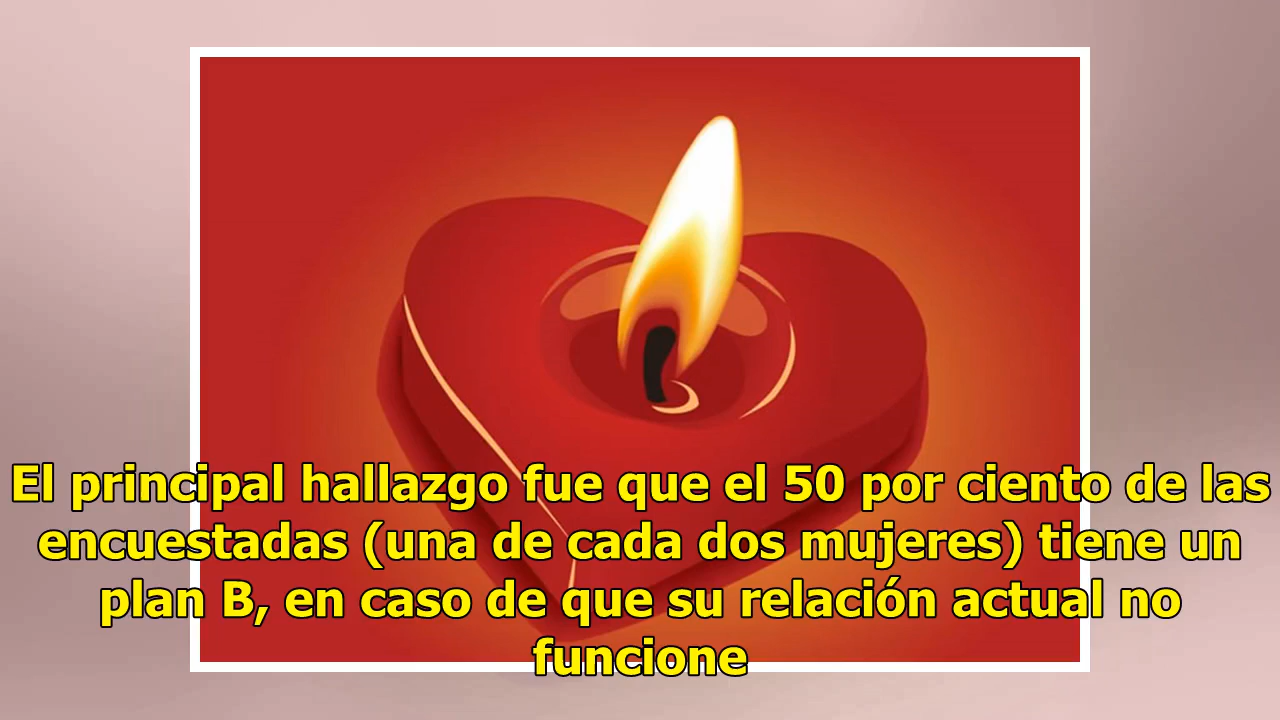 El principal hallazgo fue que el 50 por ciento de las
encuestadas (una de cada dos mujeres) tiene un
plan B, en caso de que su relación actual no
funcione